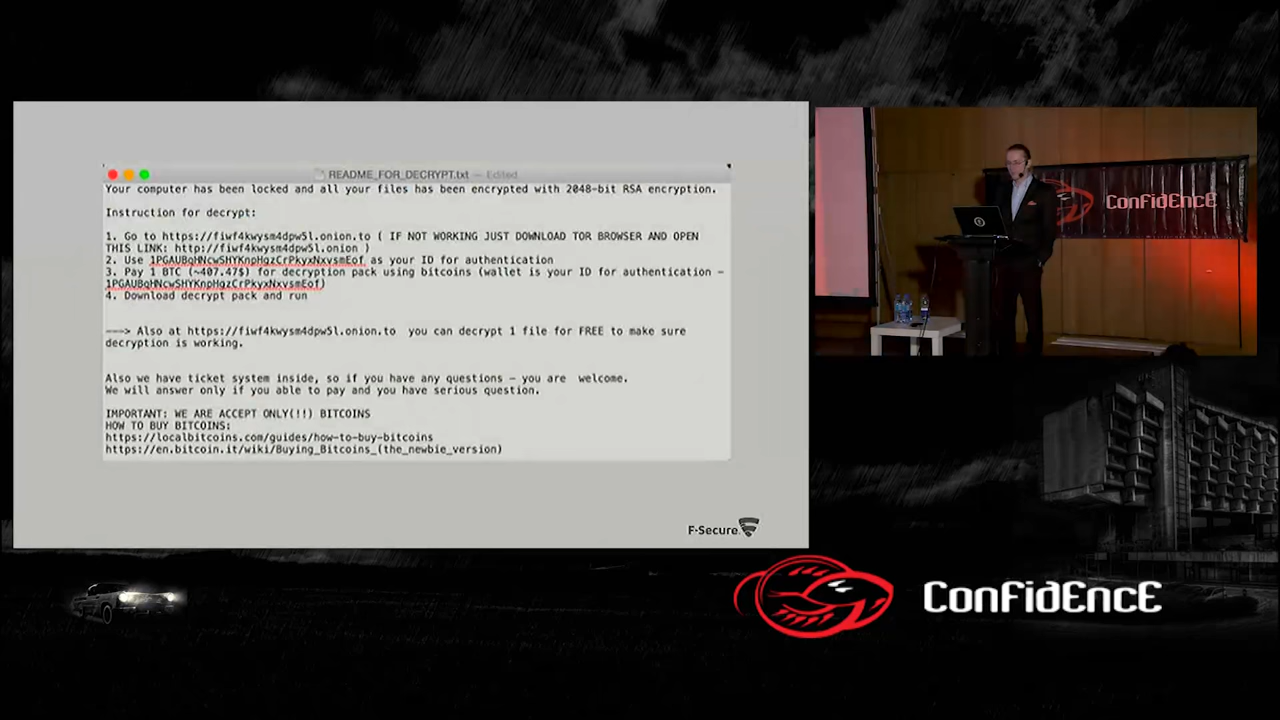 README_FOR_DECRYPT.txt — Edited
Your computer has been locked and all your files has been encrypted with 2048-bit RSA encryption.
Instruction for decrypt:
1. Go to https://fiwf4kwysm4dpw5l.onion.to ( IF NOT WORKING JUST DOWNLOAD TOR BROWSER AND OPEN
THIS LINK: http://fiwf4kwysm4dpw5l.onion )
2. Use 1PGAUBqHNcwSHYKnpHgzCrPkyxNxvsmEof as your ID for authentication
3. Pay 1 BTC (~407.47$) for decryption pack using bitcoins (wallet is your ID for authentication –
1PGAUBqHNcwSHYKnpHgzCrPkyxNxvsmEof)
4. Download decrypt pack and run
———> Also at https://fiwf4kwysm4dpw5l.onion.to  you can decrypt 1 file for FREE to make sure
decryption is working.
Also we have ticket system inside, so if you have any questions – you are  welcome.
We will answer only if you able to pay and you have serious question.
IMPORTANT: WE ARE ACCEPT ONLY(!!) BITCOINS
HOW TO BUY BITCOINS:
https://localbitcoins.com/guides/how-to-buy-bitcoins
https://en.bitcoin.it/wiki/Buying_Bitcoins_(the_newbie_version)
F-Secure.
ConFidEncE
ConFidEncE